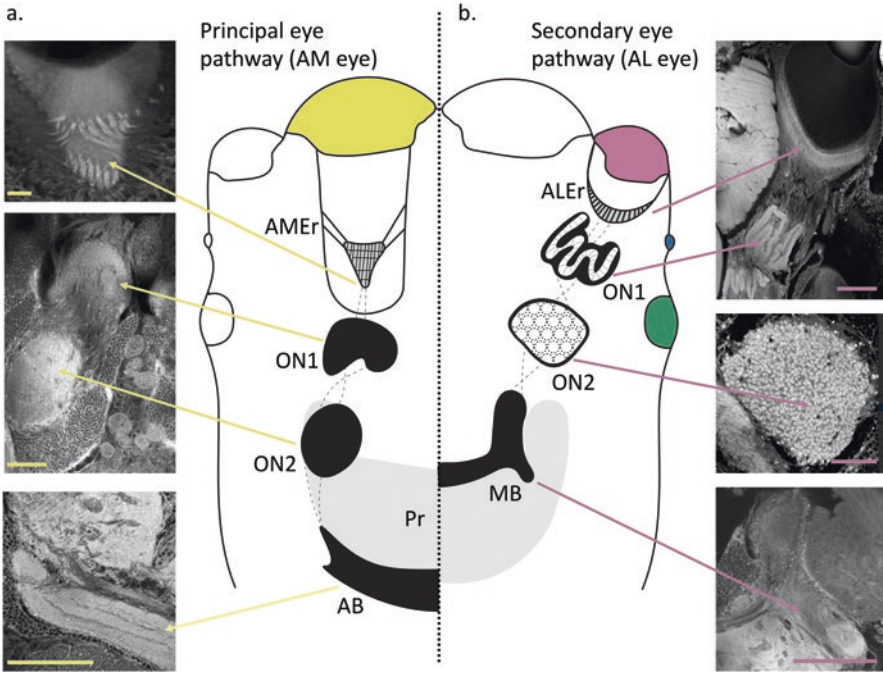 a.
Principal eye
pathway (AM eye)
AMEr
ON1
ON2
Pr
AB
b.
Secondary eye
pathway (AL eye)
ALEr
ON1
ON2
MB